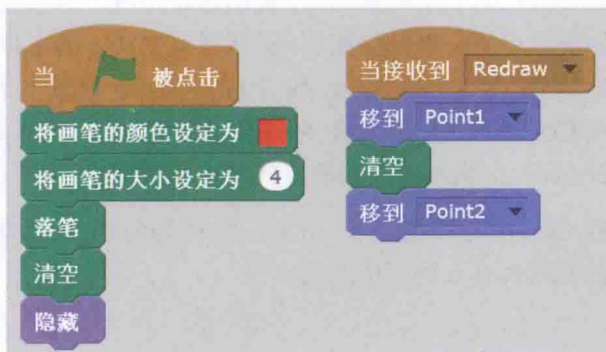 当 被点击
将画笔的颜色设定为
将画笔的大小设定为 4
落笔
清空
隐藏
当接收到 Redraw
移到 Point1
清空
移到 Point2